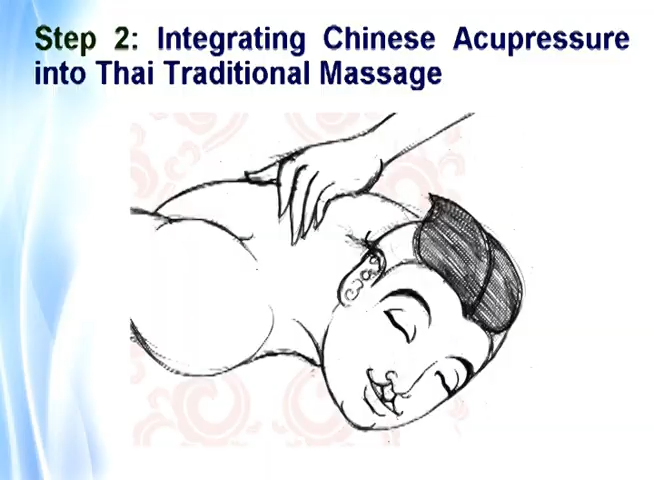 Step 2: Integrating Chinese Acupressure
into Thai Traditional Massage